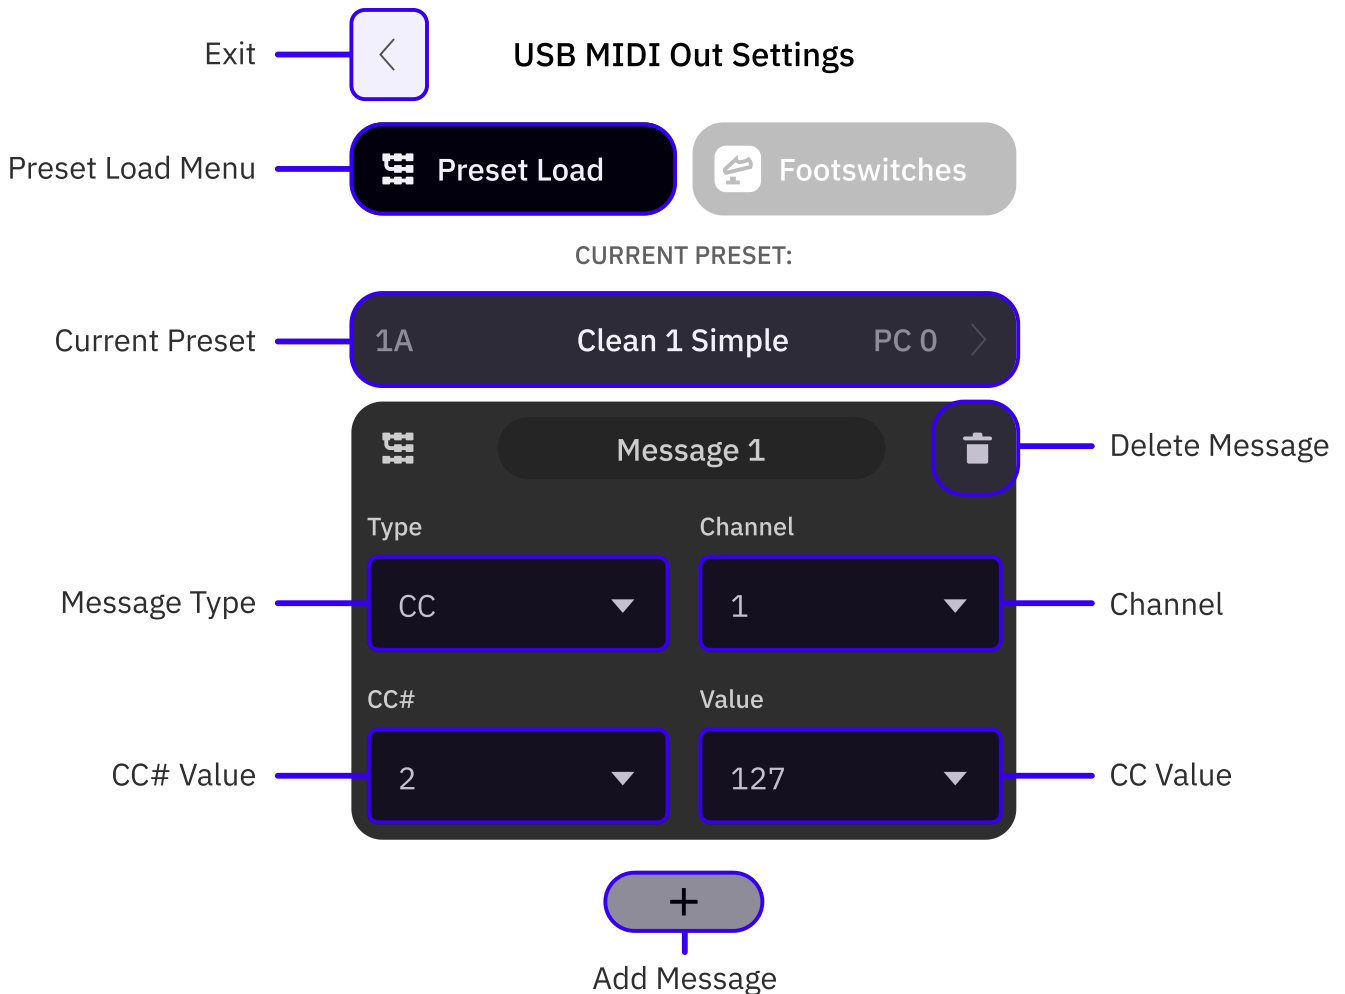 Exit
USB MIDI Out Settings
Preset Load Menu
Preset Load
Footswitches
CURRENT PRESET:
Current Preset
1A
Clean 1 Simple
PC 0
Message 1
Delete Message
Type
Channel
Message Type
CC
1
Channel
CC#
Value
CC# Value
2
127
CC Value
+
Add Message